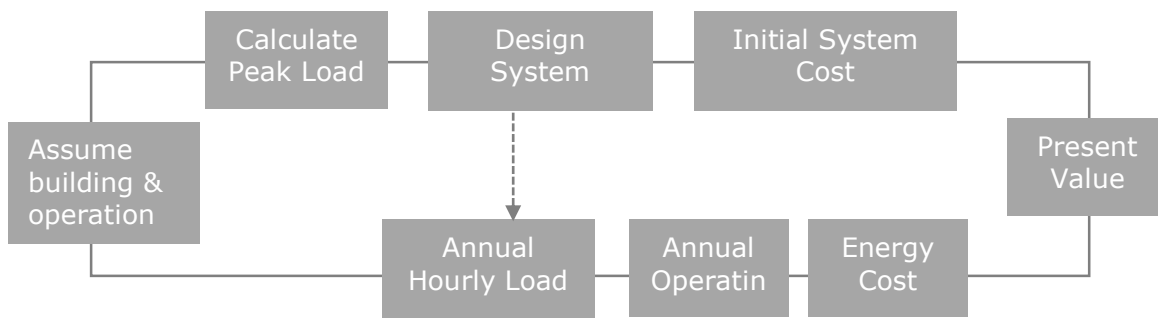 Calculate
Peak Load
Design
System
Initial System
Cost
Assume
building &
operation
Present
Value
Annual
Hourly Load
Annual
Operatin
Energy
Cost